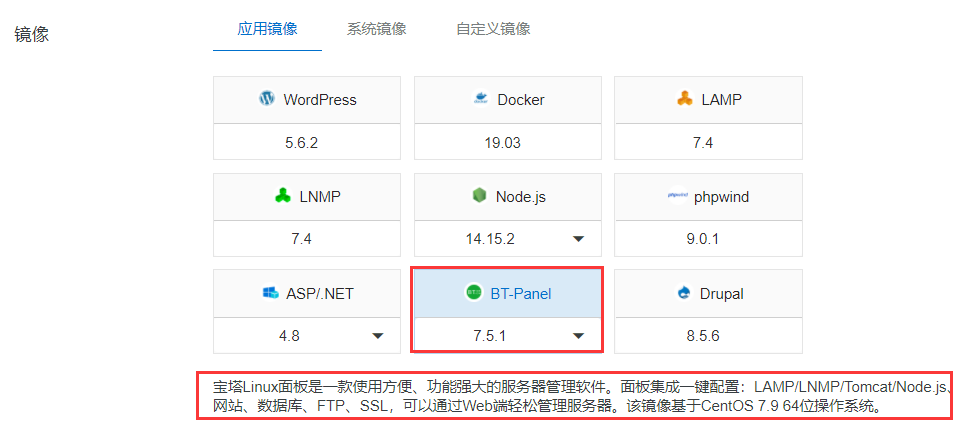 镜像
应用镜像 系统镜像 自定义镜像
WordPress Docker LAMP
5.6.2 19.03 7.4
LNMP Node.js phpwind phpwind
7.4 14.15.2 9.0.1
ASP/.NET BT-Panel Drupal
4.8 7.5.1 8.5.6
宝塔Linux面板是一款使用方便、功能强大的服务器管理软件。面板集成一键配置：LAMP/LNMP/Tomcat/Node.js、
网站、数据库、FTP、SSL，可以通过Web端轻松管理服务器。该镜像基于CentOS 7.9 64位操作系统。